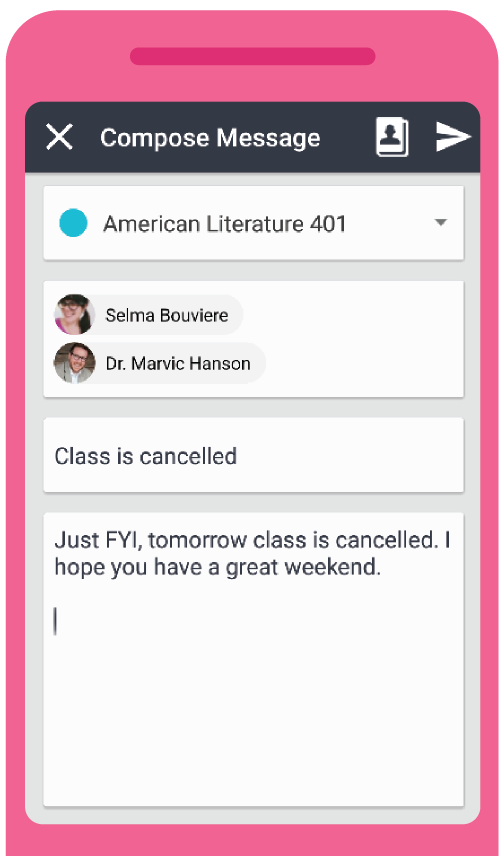 Compose Message
American Literature 401
Selma Bouviere
Dr. Marvic Hanson
Class is cancelled
Just FYI, tomorrow class is cancelled. I
hope you have a great weekend.